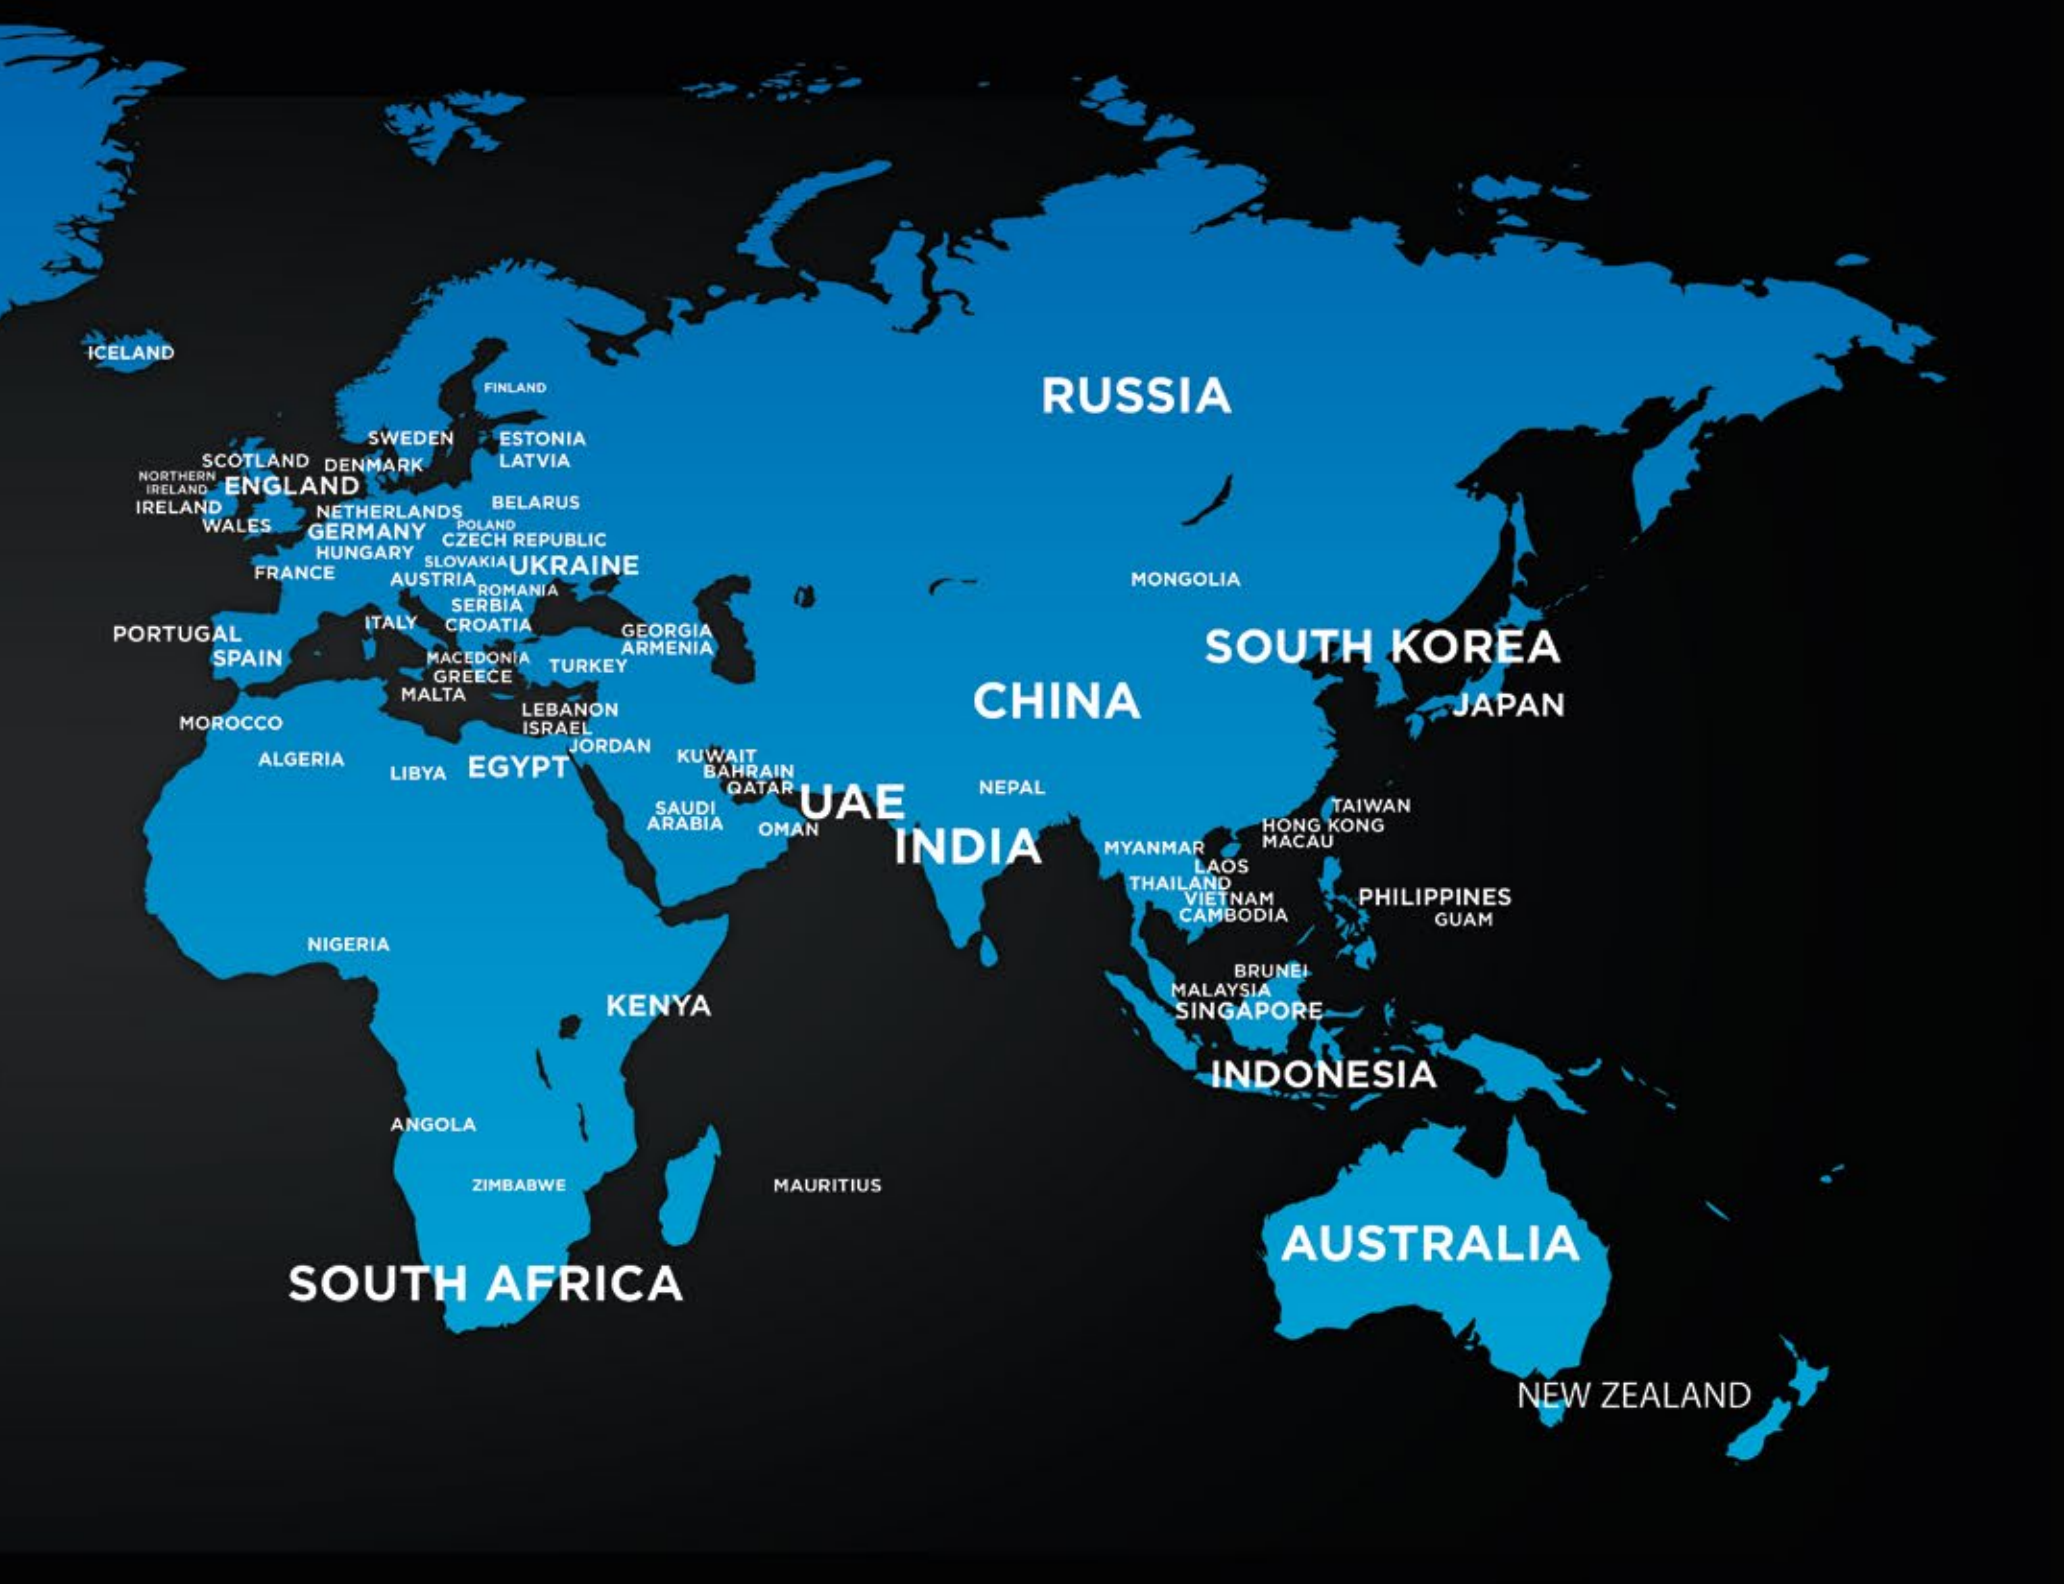 ICELAND
FINLAND
RUSSIA
SWEDEN
ESTONIA
SCOTLAND
DENMARK
LATVIA
NORTHERN
IRELAND
ENGLAND
IRELAND
NETHERLANDS
BELARUS
WALES
GERMANY
POLAND
CZECH REPUBLIC
HUNGARY
SLOVAKIA
UKRAINE
FRANCE
AUSTRIA
ROMANIA
MONGOLIA
SERBIA
ITALY
CROATIA
PORTUGAL
GEORGIA
ARMENIA
SOUTH KOREA
SPAIN
MACEDONIA
TURKEY
GREECE
MALTA
CHINA
JAPAN
MOROCCO
LEBANON
ISRAEL
JORDAN
ALGERIA
LIBYA
EGYPT
KUWAIT
BAHRAIN
QATAR
NEPAL
UAE
SAUDI
ARABIA
OMAN
TAIWAN
HONG KONG
MACAU
INDIA
MYANMAR
LAOS
THAILAND
VIETNAM
CAMBODIA
PHILIPPINES
GUAM
NIGERIA
BRUNEI
MALAYSIA
SINGAPORE
KENYA
INDONESIA
ANGOLA
ZIMBABWE
MAURITIUS
AUSTRALIA
SOUTH AFRICA
NEW ZEALAND